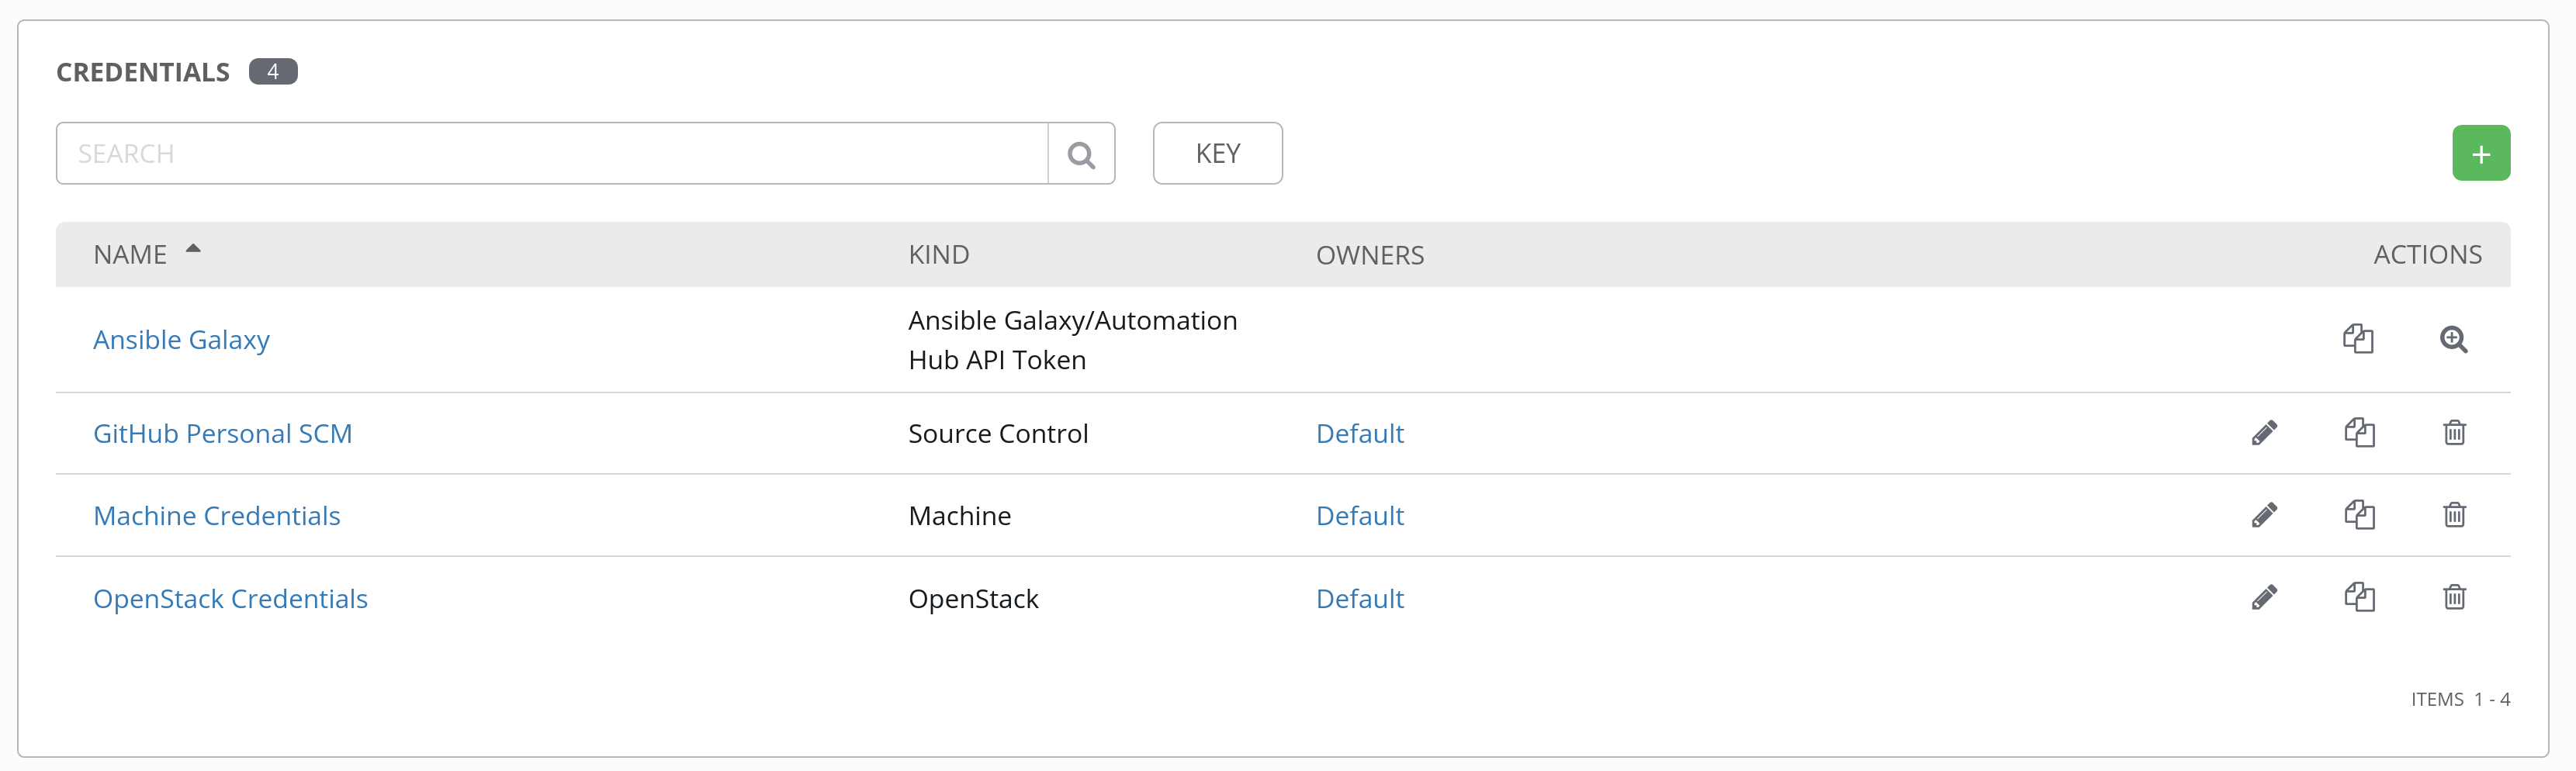 CREDENTIALS 4
SEARCH KEY +
NAME KIND OWNERS ACTIONS
Ansible Galaxy Ansible Galaxy/Automation
Hub API Token
GitHub Personal SCM Source Control Default
Machine Credentials Machine Default
OpenStack Credentials OpenStack Default
ITEMS 1 - 4